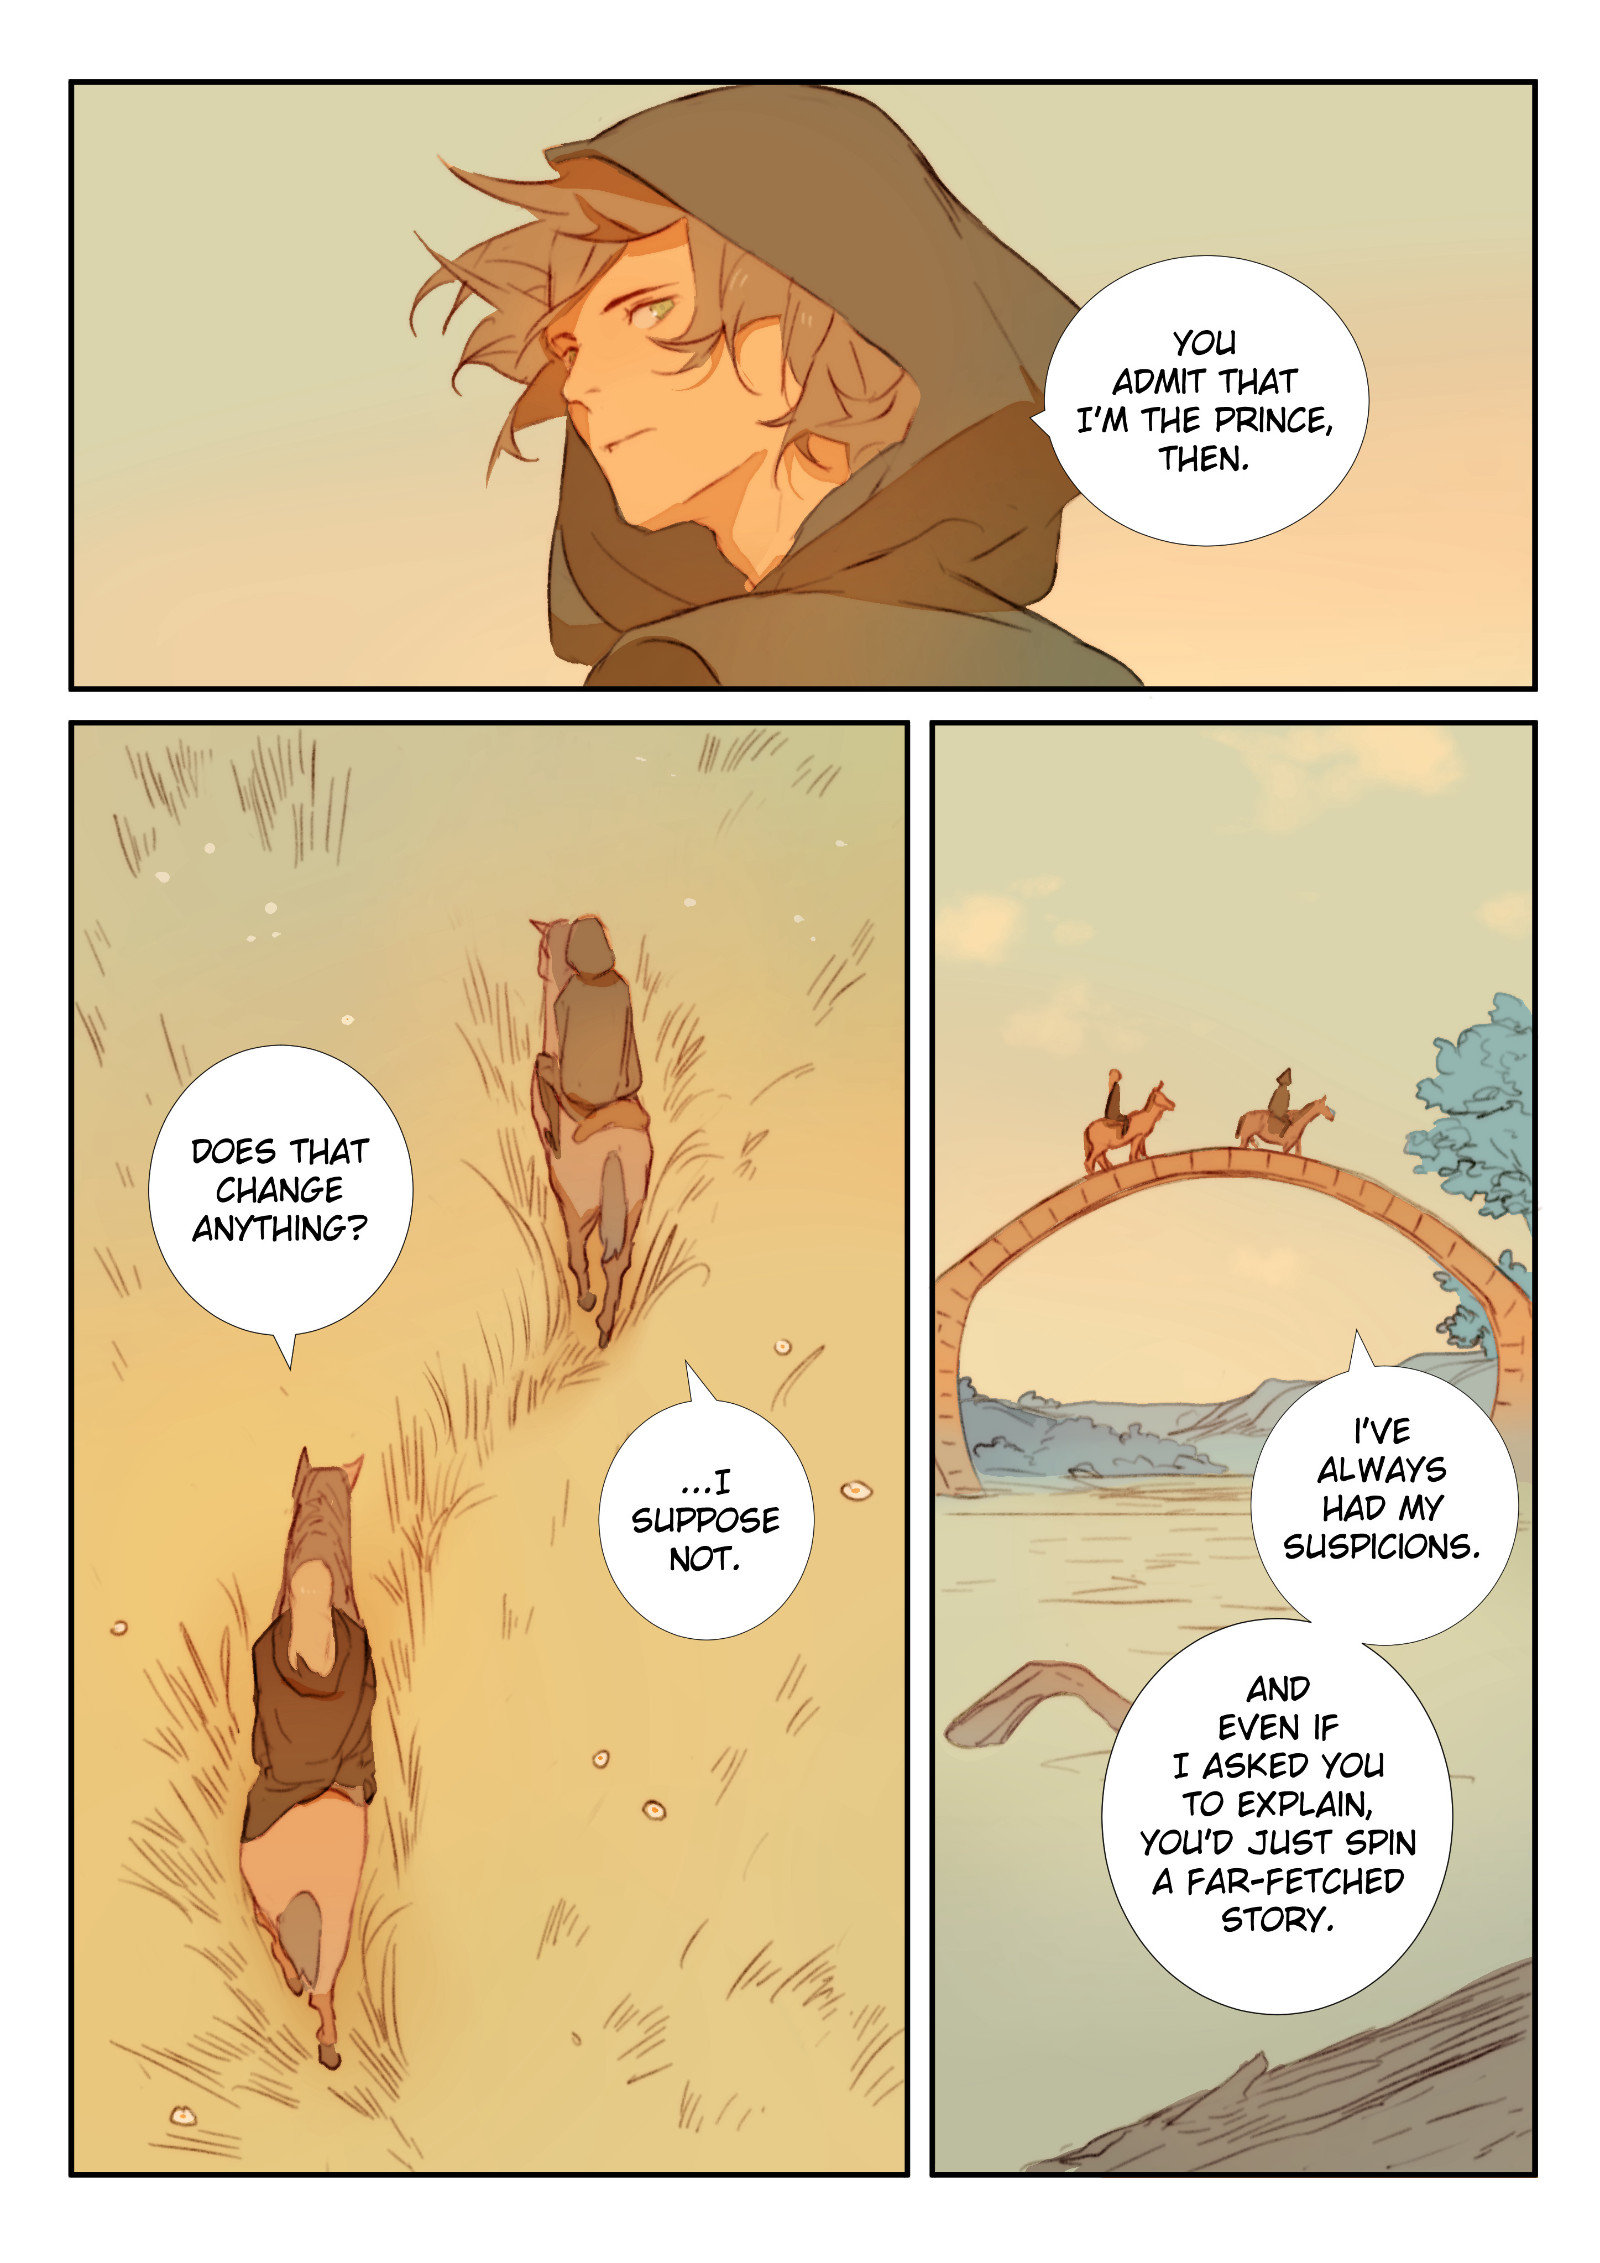 YOU
ADMIT THAT
I'M THE PRINCE,
THEN.
DOES THAT
CHANGE
ANYTHING?
...I
SUPPOSE
NOT.
I'VE
ALWAYS
HAD MY
SUSPICIONS.
AND
EVEN IF
I ASKED YOU
TO EXPLAIN,
YOU'D JUST SPIN
A FAR-FETCHED
STORY.